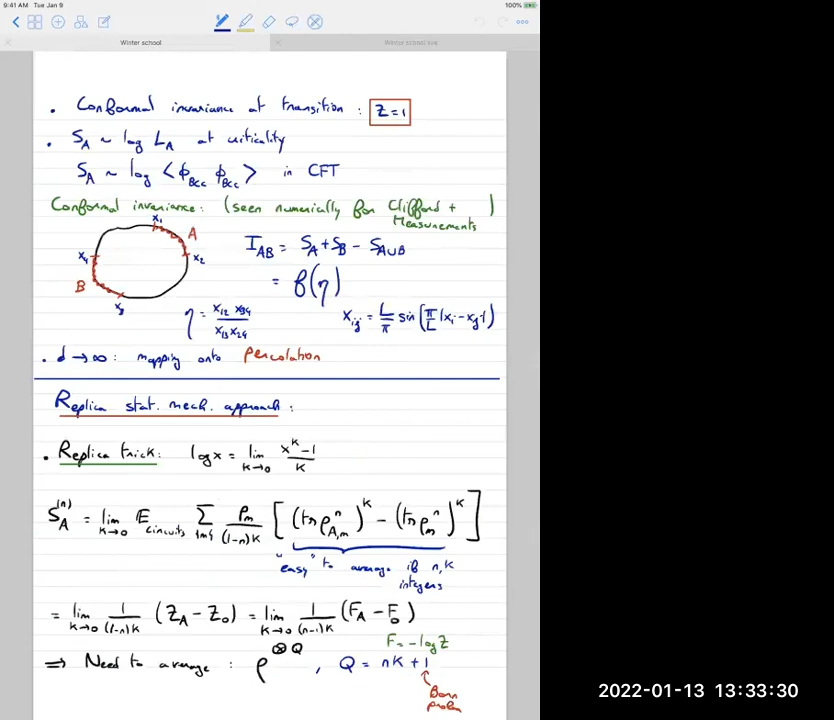 9:41 AM Tue Jan 9
100%
Winter school
Winter school log
• Conformal invariance at transition : Z = 1
• S_A ~ log L_A at criticality
S_A ~ log <ϕ_BCC ϕ_BCC> in CFT
Conformal invariance: (seen numerically for Clifford + Measurements)
x_1 A
x_4 x_2
B
x_3
I_AB = S_A + S_B - S_A∪B
= f(η)
η = x_12 x_34 / x_13 x_24
x_ij = L/π sin(π/L |x_i - x_j|)
• d → ∞ : mapping onto Percolation
Replica stat. mech. approach :
• Replica trick: log x = lim_{k→0} (x^k - 1)/k
S_A^(n) = lim_{k→0} E_circuits Σ_{m} p_m/((1-n)k) [(tr ρ_{A,m}^n)^k - (tr ρ_m^n)^k]
"easy" to average if n,k integers
= lim_{k→0} 1/((1-n)k) (Z_A - Z_0) = lim_{k→0} 1/((n-1)k) (F_A - F_0)
F = -log Z
⇒ Need to average : ρ^{⊗Q} , Q = nk + 1
↑
Born prob
2022-01-13 13:33:30